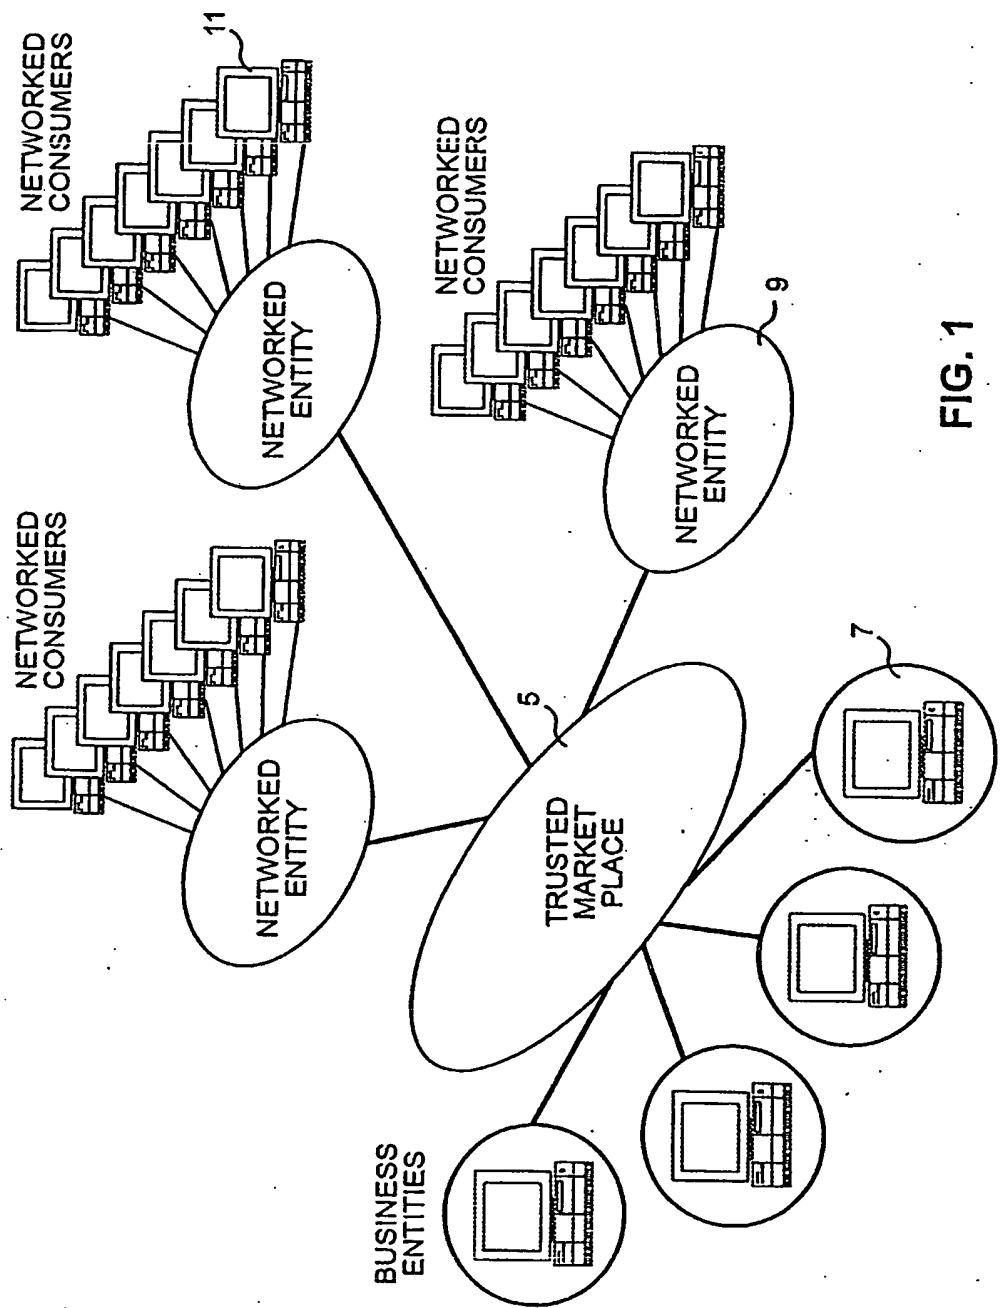 NETWORKED
CONSUMERS
NETWORKED
CONSUMERS
11
NETWORKED
ENTITY
NETWORKED
ENTITY
NETWORKED
CONSUMERS
BUSINESS
ENTITIES
TRUSTED
MARKET
PLACE
5
NETWORKED
ENTITY
9
7
FIG. 1